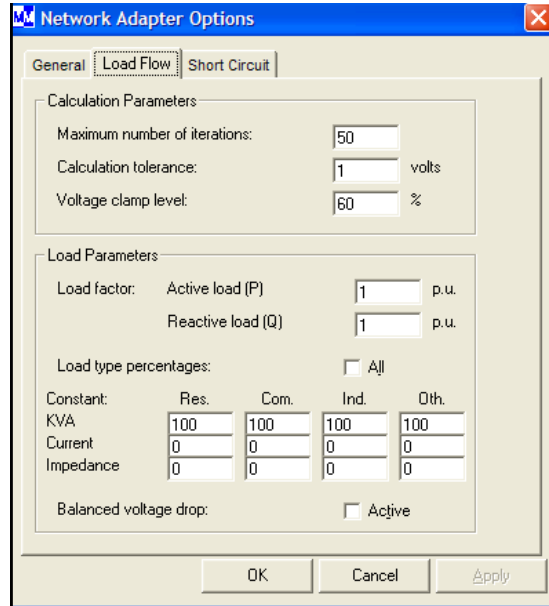 MM Network Adapter Options
General Load Flow Short Circuit
Calculation Parameters
Maximum number of iterations: 50
Calculation tolerance: 1 volts
Voltage clamp level: 60 %
Load Parameters
Load factor: Active load (P) 1 p.u.
Reactive load (Q) 1 p.u.
Load type percentages: All
Constant: Res. Com. Ind. Oth.
KVA 100 100 100 100
Current 0 0 0 0
Impedance 0 0 0 0
Balanced voltage drop: Active
OK Cancel Apply